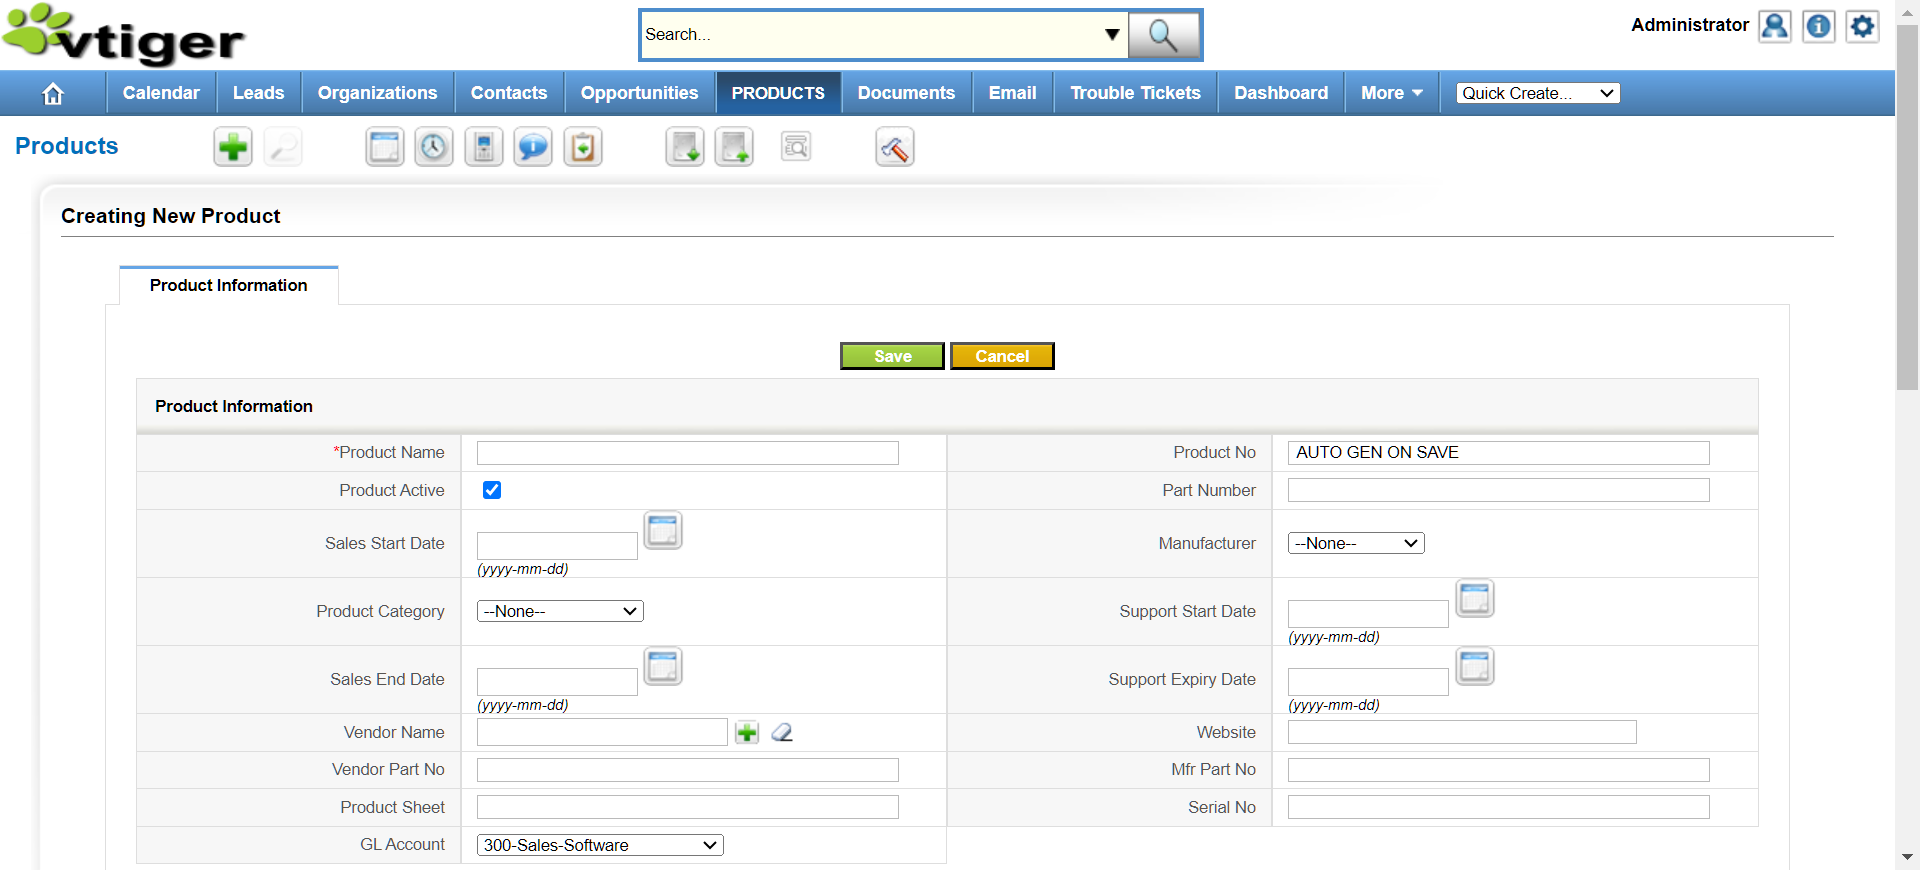 vtiger
Search...
Administrator
Calendar Leads Organizations Contacts Opportunities PRODUCTS Documents Email Trouble Tickets Dashboard More Quick Create...
Products
Creating New Product
Product Information
Save Cancel
Product Information
*Product Name Product No AUTO GEN ON SAVE
Product Active Part Number
Sales Start Date (yyyy-mm-dd) Manufacturer --None--
Product Category --None-- Support Start Date (yyyy-mm-dd)
Sales End Date (yyyy-mm-dd) Support Expiry Date (yyyy-mm-dd)
Vendor Name Website
Vendor Part No Mfr Part No
Product Sheet Serial No
GL Account 300-Sales-Software